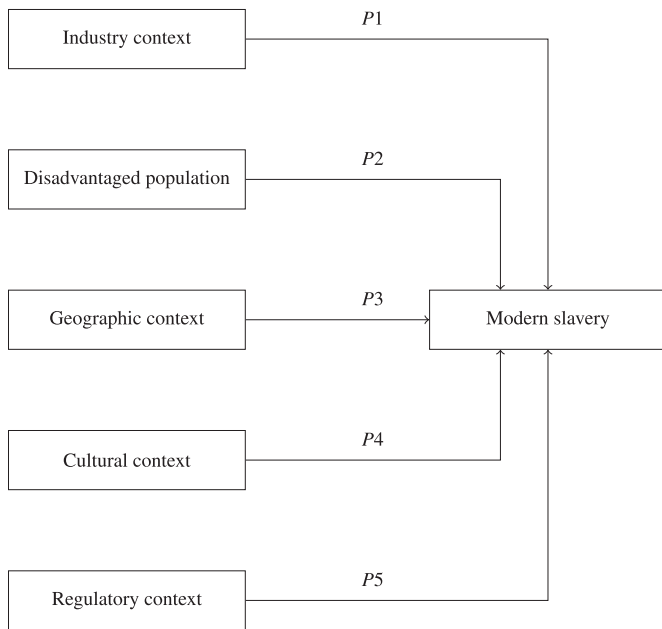 P1
Industry context
P2
Disadvantaged population
P3
Geographic context
Modern slavery
P4
Cultural context
P5
Regulatory context